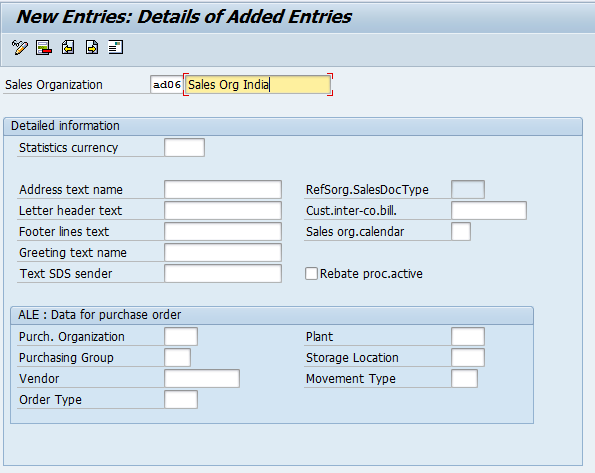 New Entries: Details of Added Entries
Sales Organization ad06 Sales Org India
Detailed information
Statistics currency
Address text name RefSorg.SalesDocType
Letter header text Cust.inter-co.bill.
Footer lines text Sales org.calendar
Greeting text name
Text SDS sender Rebate proc.active
ALE : Data for purchase order
Purch. Organization Plant
Purchasing Group Storage Location
Vendor Movement Type
Order Type